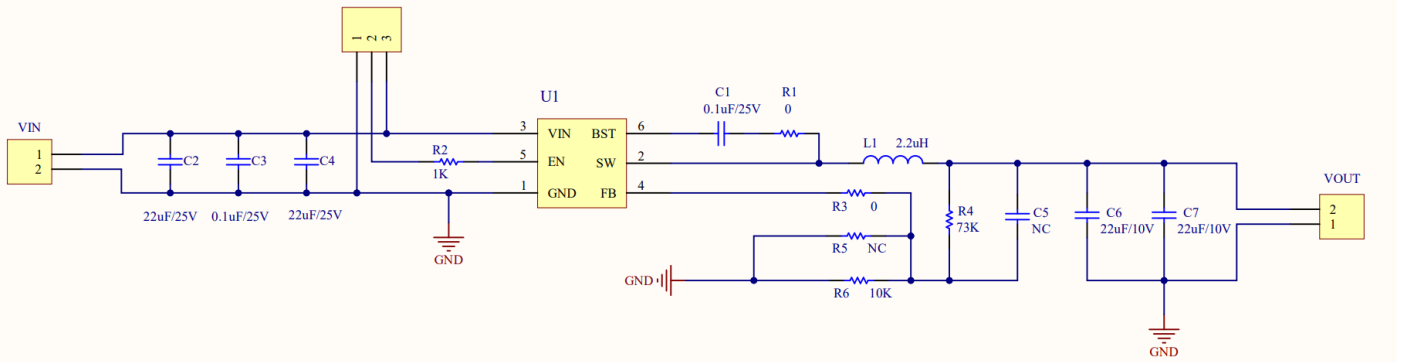 1 2 3
VIN
1
2
C2
22uF/25V
C3
0.1uF/25V
C4
22uF/25V
R2
1K
GND
U1
3 VIN BST 6
5 EN SW 2
1 GND FB 4
C1
0.1uF/25V
R1
0
L1 2.2uH
R3 0
R5 NC
GND
R6 10K
R4
73K
C5
NC
C6
22uF/10V
C7
22uF/10V
GND
VOUT
2
1